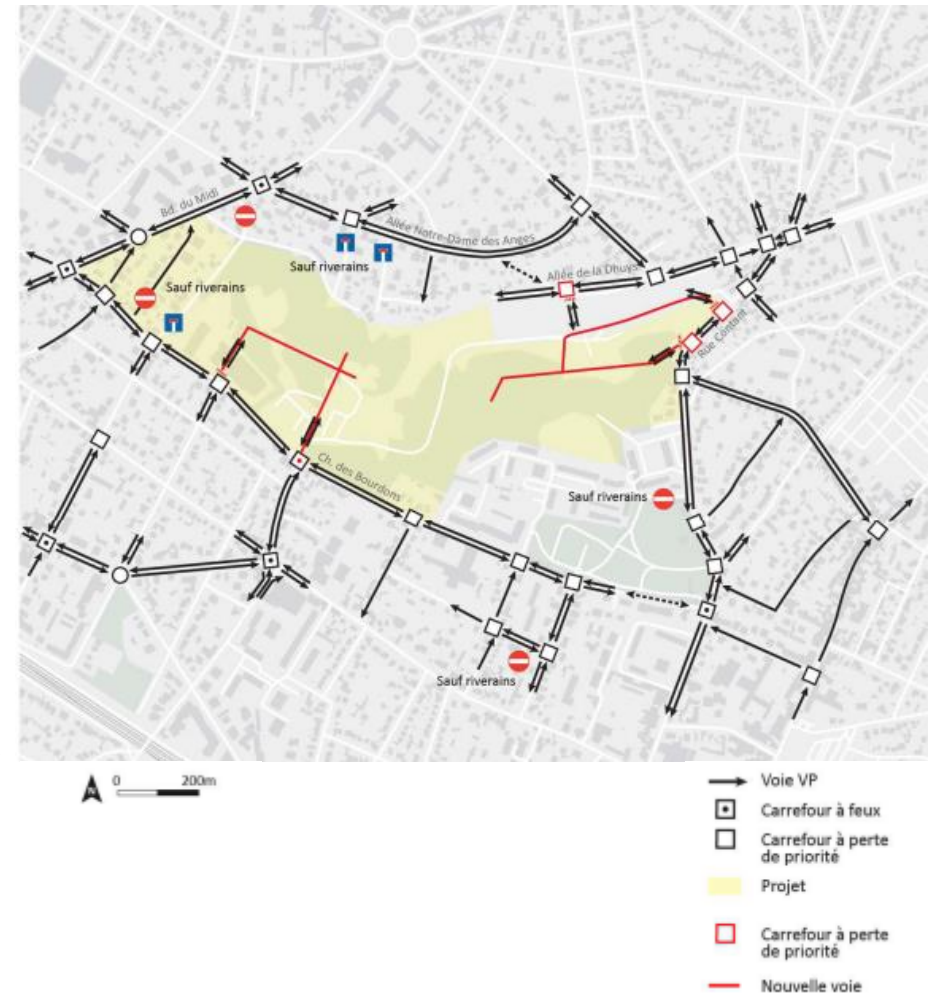 Bd. du Midi
Allée Notre-Dame des Anges
Sauf riverains
Allée de la Dhuys
Sauf riverains
Rue Contant
Ch. des Bourdons
Sauf riverains
Sauf riverains
N
0 200m
Voie VP
Carrefour à feux
Carrefour à perte
de priorité
Projet
Carrefour à perte
de priorité
Nouvelle voie